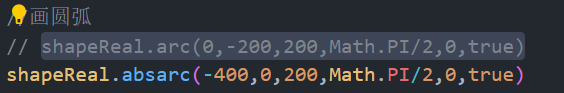 //画圆弧
// shapeReal.arc(0,-200,200,Math.PI/2,0,true)
shapeReal.absarc(-400,0,200,Math.PI/2,0,true)